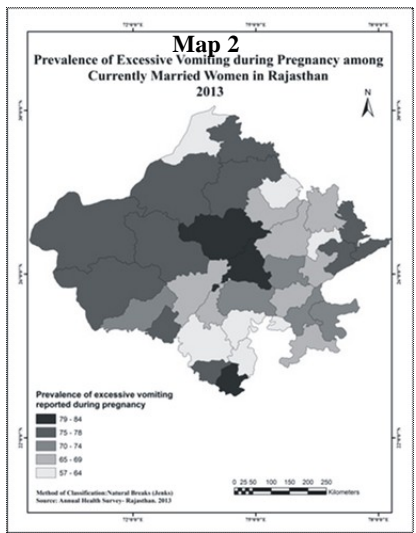 Map 2
Prevalence of Excessive Vomiting during Pregnancy among
Currently Married Women in Rajasthan
2013
N
Prevalence of excessive vomiting
reported during pregnancy
79 - 84
75 - 78
70 - 74
65 - 69
57 - 64
Method of Classification:Natural Breaks (Jenks)
Source: Annual Health Survey- Rajasthan, 2013
0 25 50 100 150 200 250
Kilometers